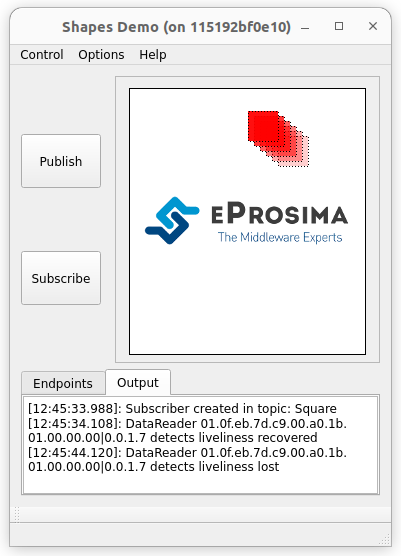 Shapes Demo (on 115192bf0e10)
Control Options Help
Publish
Subscribe
EPROSIMA
The Middleware Experts
Endpoints Output
[12:45:33.988]: Subscriber created in topic: Square
[12:45:34.108]: DataReader 01.0f.eb.7d.c9.00.a0.1b.
01.00.00.00|0.0.1.7 detects liveliness recovered
[12:45:44.120]: DataReader 01.0f.eb.7d.c9.00.a0.1b.
01.00.00.00|0.0.1.7 detects liveliness lost